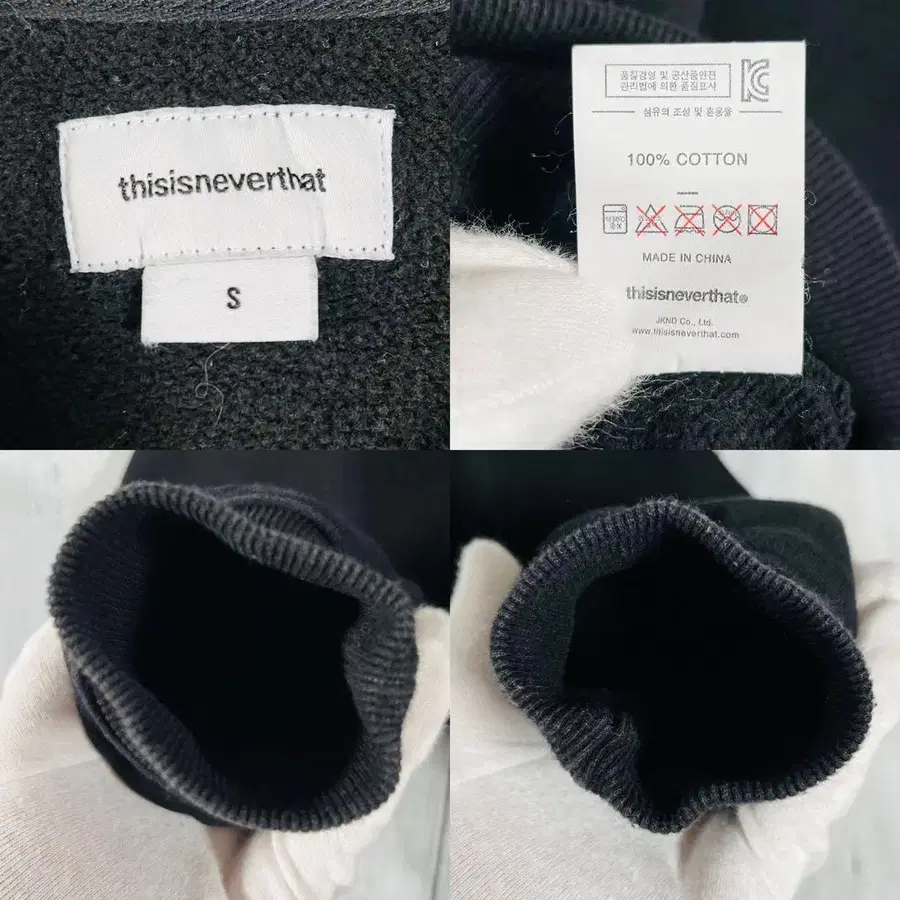 thisisneverthat
S
품질경영 및 공산품안전
관리법에 의한 품질표시
섬유의 조성 및 혼용율
100% COTTON
MADE IN CHINA
thisisneverthat®
JKND Co., Ltd.
www.thisisneverthat.com